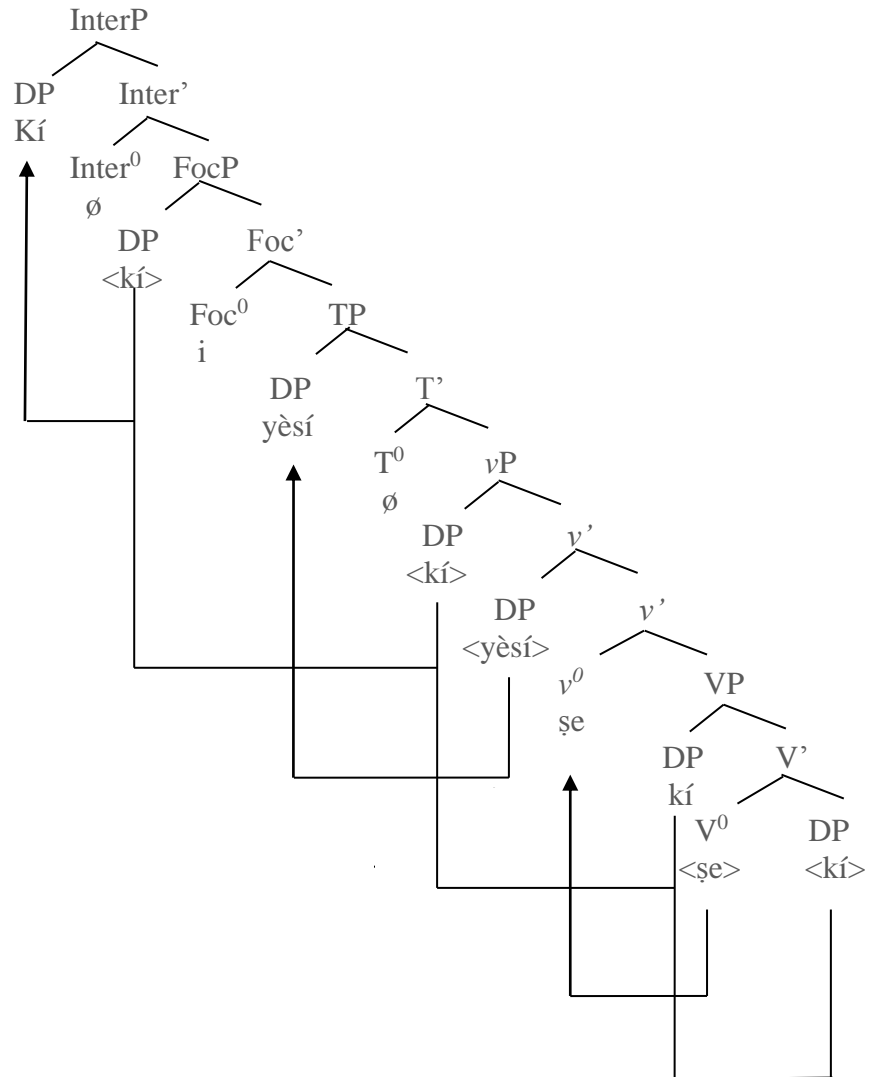 InterP
DP Inter’
Kí
Inter⁰ FocP
ø
DP Foc’
<kí>
Foc⁰ TP
i
DP T’
yèsí
T⁰ vP
ø
DP v’
<kí>
DP v’
<yèsí>
v⁰ VP
ṣe
DP V’
kí
V⁰ DP
<ṣe> <kí>